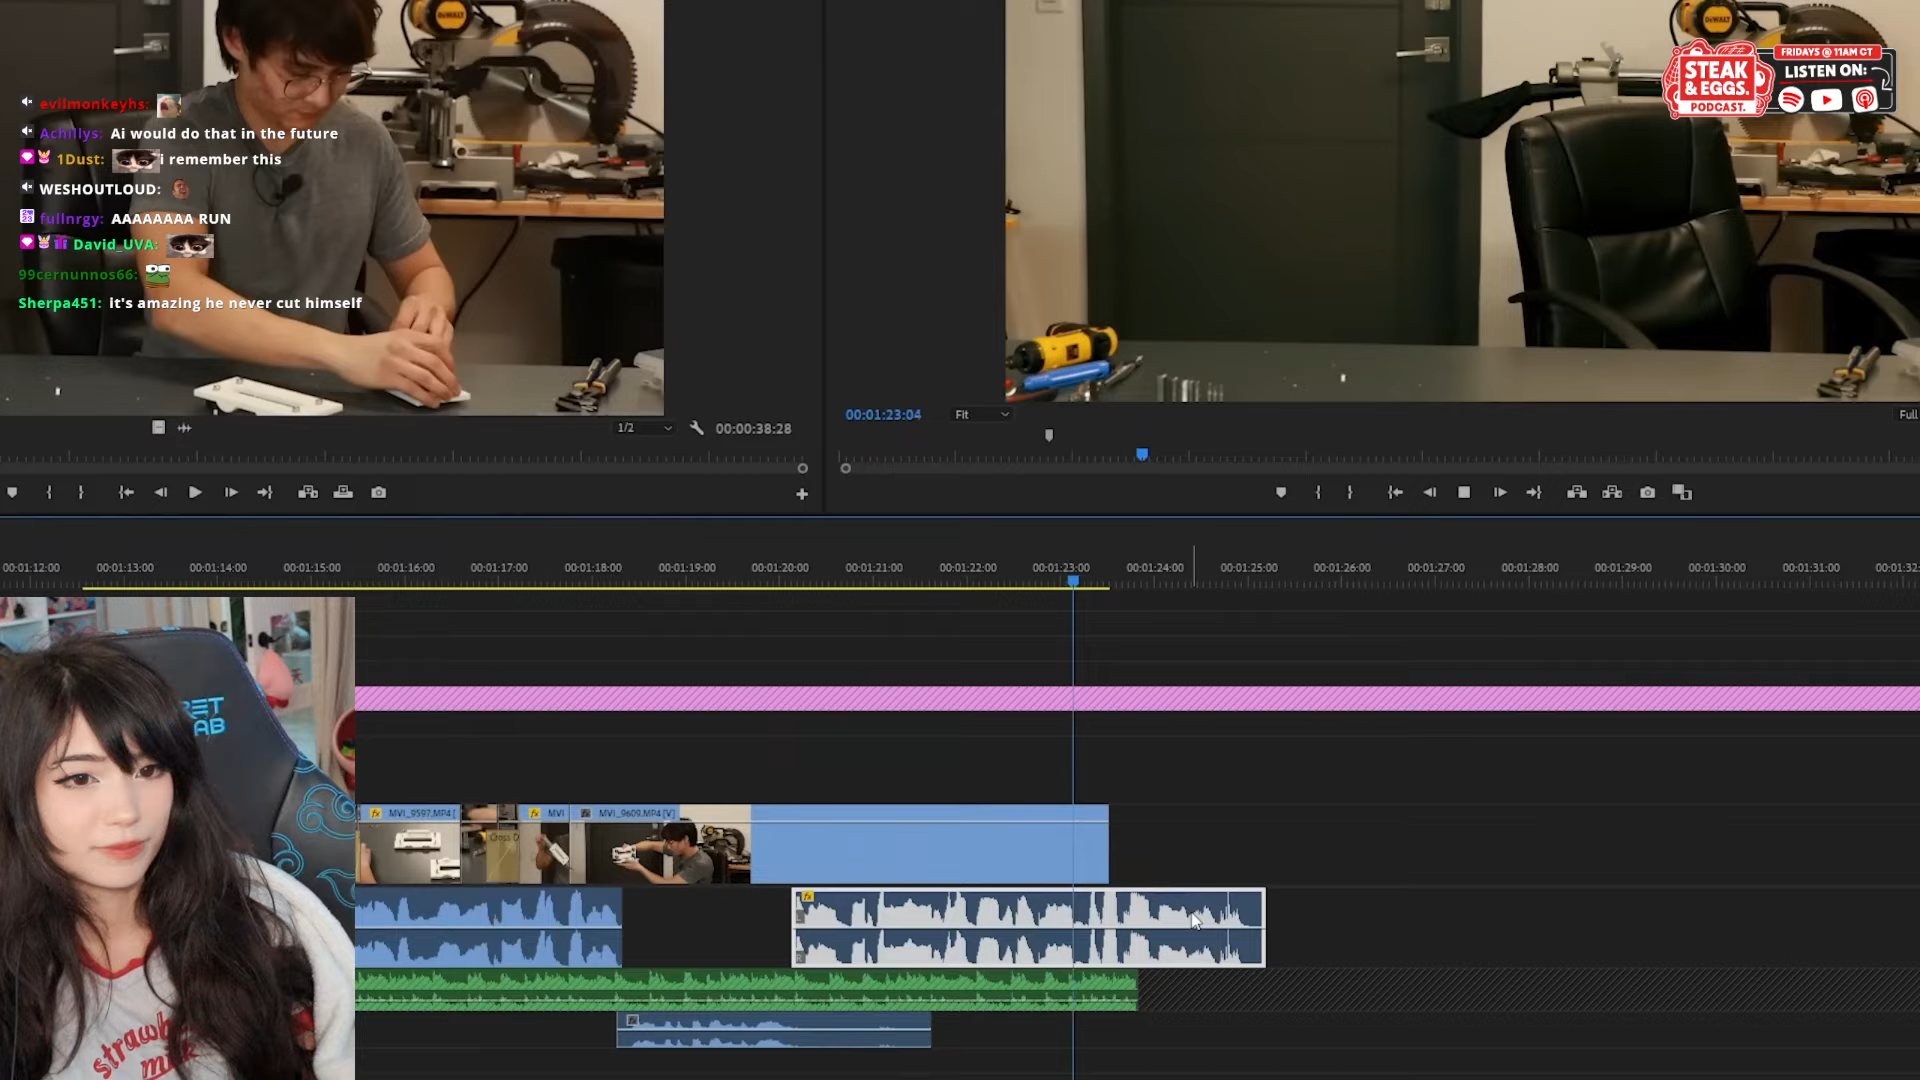 DEWALT
DEWALT
FRIDAYS @ 11AM CT
STEAK
& EGGS.
PODCAST.
LISTEN ON:
evilmonkeyhs:
Achillys: Ai would do that in the future
1Dust: i remember this
WESHOUTLOUD:
fullnrgy: AAAAAAAA RUN
David_UVA:
99cernunnos66:
Sherpa451: it's amazing he never cut himself
1/2
00:00:38:28
00:01:23:04
Fit
Full
00:01:12:00 00:01:13:00 00:01:14:00 00:01:15:00 00:01:16:00 00:01:17:00 00:01:18:00 00:01:19:00 00:01:20:00 00:01:21:00 00:01:22:00 00:01:23:00 00:01:24:00 00:01:25:00 00:01:26:00 00:01:27:00 00:01:28:00 00:01:29:00 00:01:30:00 00:01:31:00 00:01:32:
fx MVI_9597.MP4 [
fx MVI
fx MVI_9609.MP4 [V]
Cross D
fx
L
R
fx